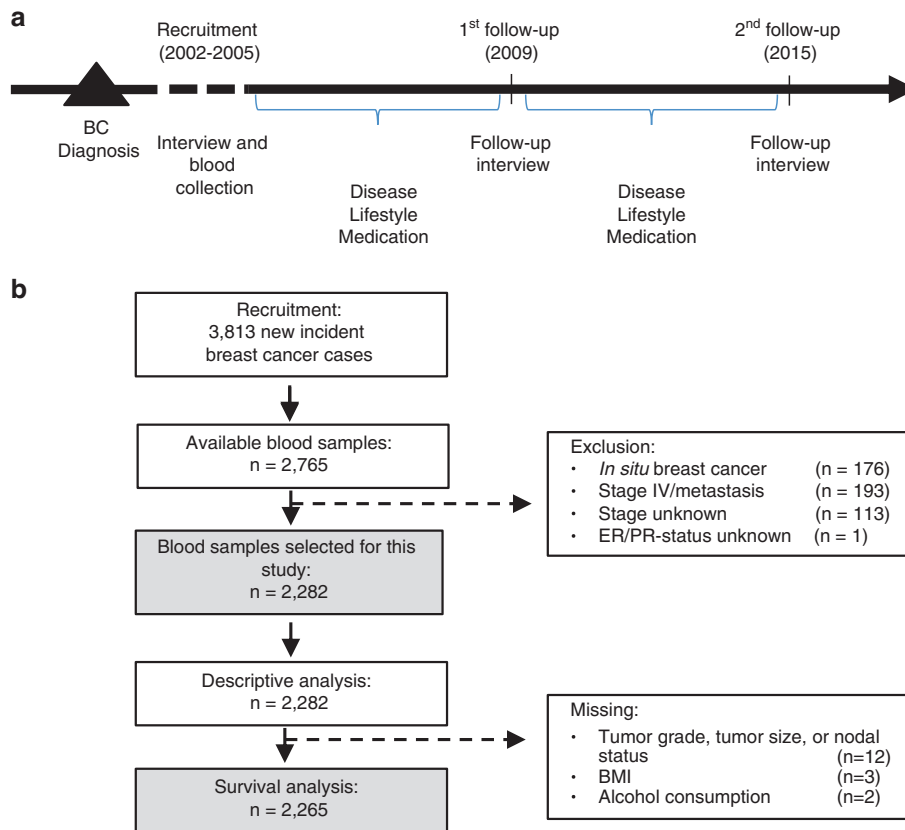 a
Recruitment
(2002-2005)
1st follow-up
(2009)
2nd follow-up
(2015)
BC
Diagnosis
Interview and
blood
collection
Follow-up
interview
Follow-up
interview
Disease
Lifestyle
Medication
Disease
Lifestyle
Medication
b
Recruitment:
3,813 new incident
breast cancer cases
Available blood samples:
n = 2,765
Exclusion:
• In situ breast cancer (n = 176)
• Stage IV/metastasis (n = 193)
• Stage unknown (n = 113)
• ER/PR-status unknown (n = 1)
Blood samples selected for this
study:
n = 2,282
Descriptive analysis:
n = 2,282
Missing:
• Tumor grade, tumor size, or nodal
status (n=12)
• BMI (n=3)
• Alcohol consumption (n=2)
Survival analysis:
n = 2,265